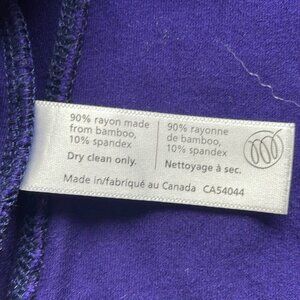 90% rayon made
from bamboo,
10% spandex
Dry clean only.
90% rayonne
de bambou,
10% spandex
Nettoyage à sec.
Made in/fabriqué au Canada CA54044